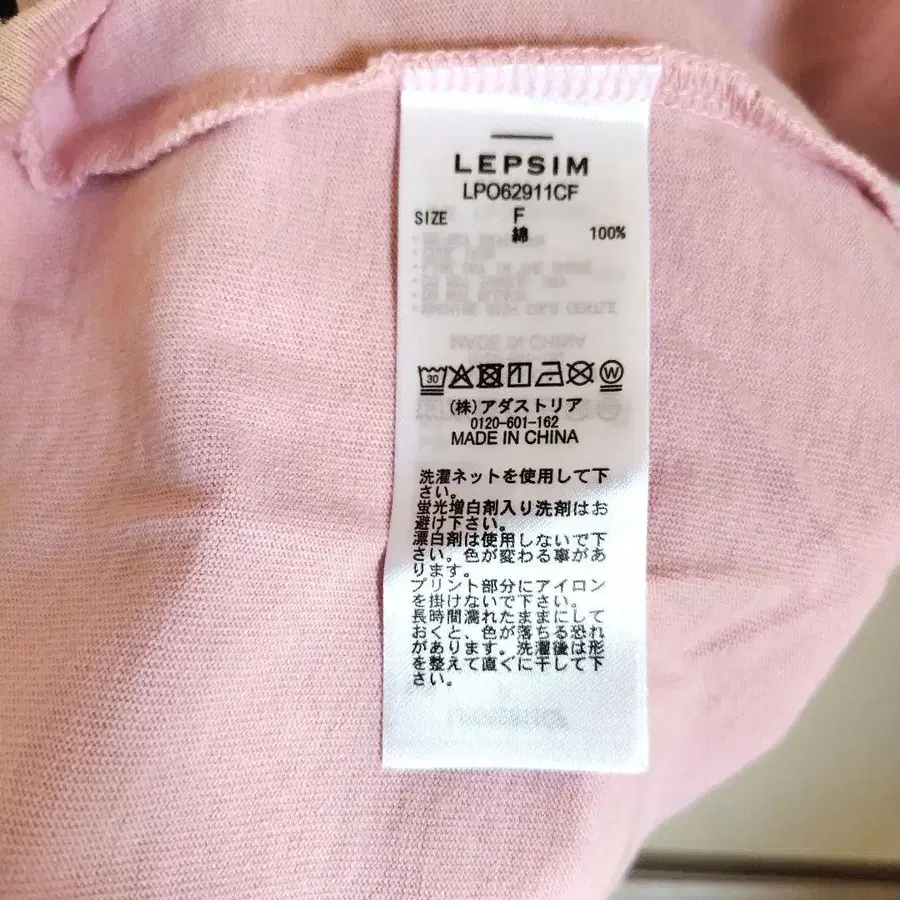 LEPSIM
LPO62911CF
SIZE F
綿 100%
30
W
(株)アダストリア
0120-601-162
MADE IN CHINA
洗濯ネットを使用して下
さい。
蛍光増白剤入り洗剤はお
避け下さい。
漂白剤は使用しないで下
さい。色が変わる事があ
ります。
プリント部分にアイロン
を掛けないで下さい。
長時間濡れたままにして
おくと、色が落ちる恐れ
があります。洗濯後は形
を整えて直ぐに干して下
さい。